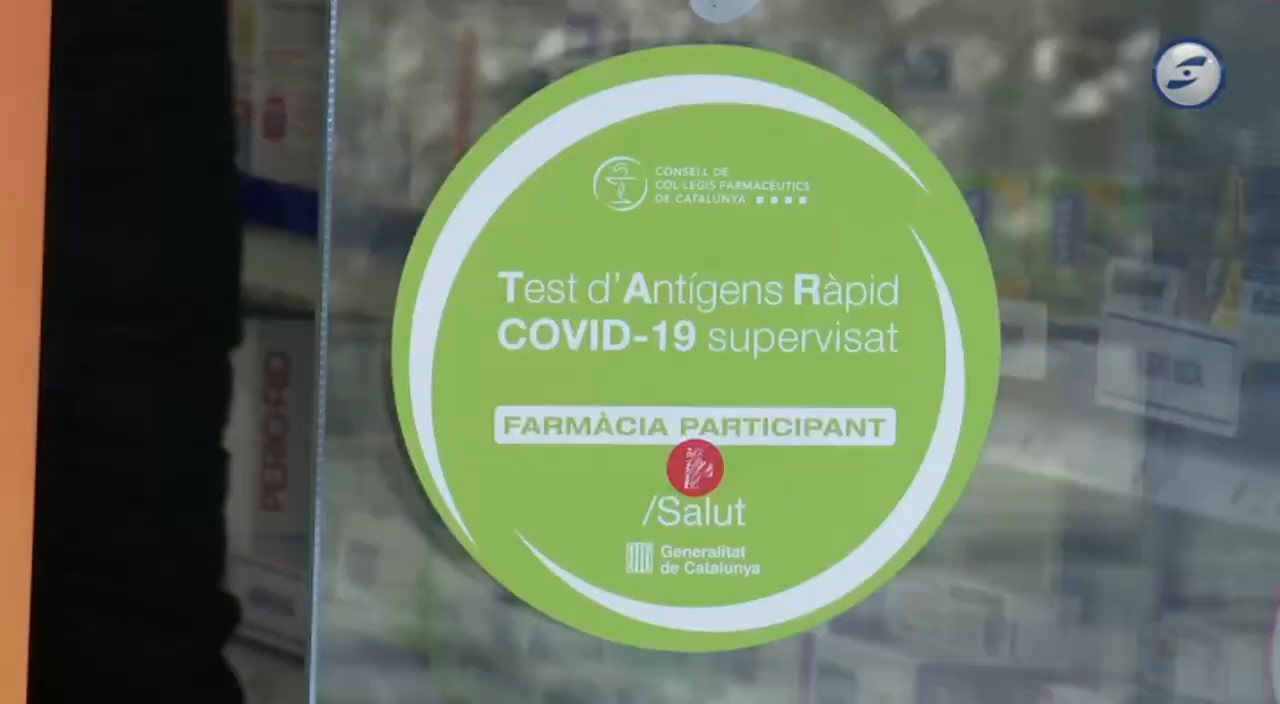 CONSELL DE
COL·LEGIS FARMACÈUTICS
DE CATALUNYA
Test d'Antígens Ràpid
COVID-19 supervisat
FARMÀCIA PARTICIPANT
/Salut
Generalitat
de Catalunya